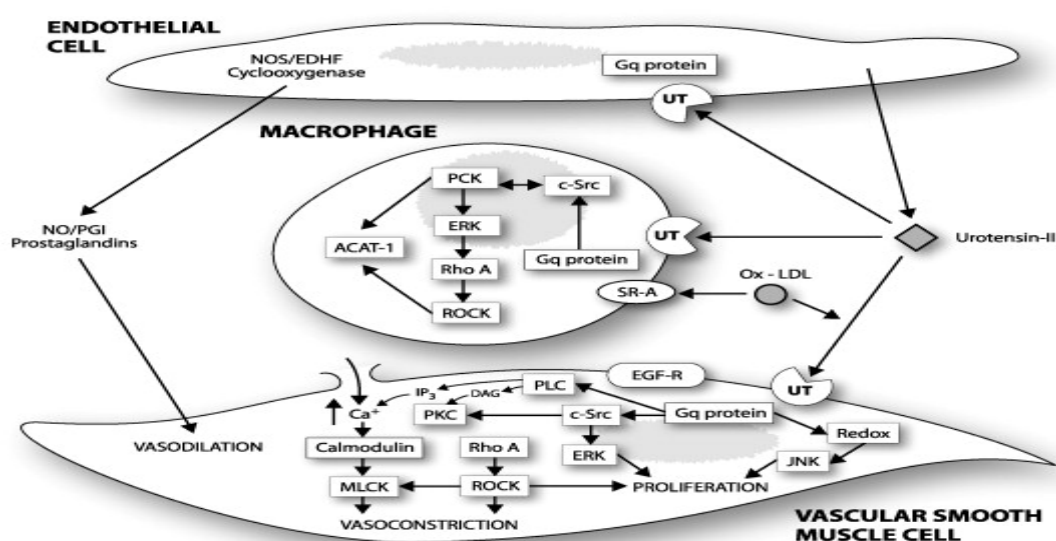 ENDOTHELIAL
CELL
NOS/EDHF
Cyclooxygenase
Gq protein
UT
MACROPHAGE
PCK
c-Src
ERK
ACAT-1
Gq protein
Rho A
ROCK
UT
SR-A
NO/PGI
Prostaglandins
Urotensin-II
Ox - LDL
EGF-R
UT
IP3
DAG
PLC
Ca+
PKC
c-Src
Gq protein
Redox
VASODILATION
Calmodulin
Rho A
ERK
JNK
MLCK
ROCK
PROLIFERATION
VASOCONSTRICTION
VASCULAR SMOOTH
MUSCLE CELL